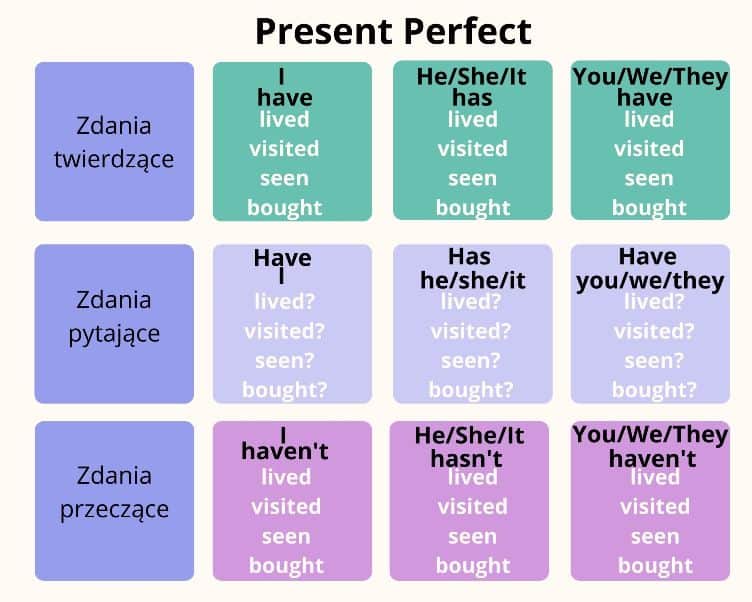 Present Perfect
Zdania
twierdzące
I
have
lived
visited
seen
bought
He/She/It
has
lived
visited
seen
bought
You/We/They
have
lived
visited
seen
bought
Zdania
pytające
Have
I
lived?
visited?
seen?
bought?
Has
he/she/it
lived?
visited?
seen?
bought?
Have
you/we/they
lived?
visited?
seen?
bought?
Zdania
przeczące
I
haven't
lived
visited
seen
bought
He/She/It
hasn't
lived
visited
seen
bought
You/We/They
haven't
lived
visited
seen
bought